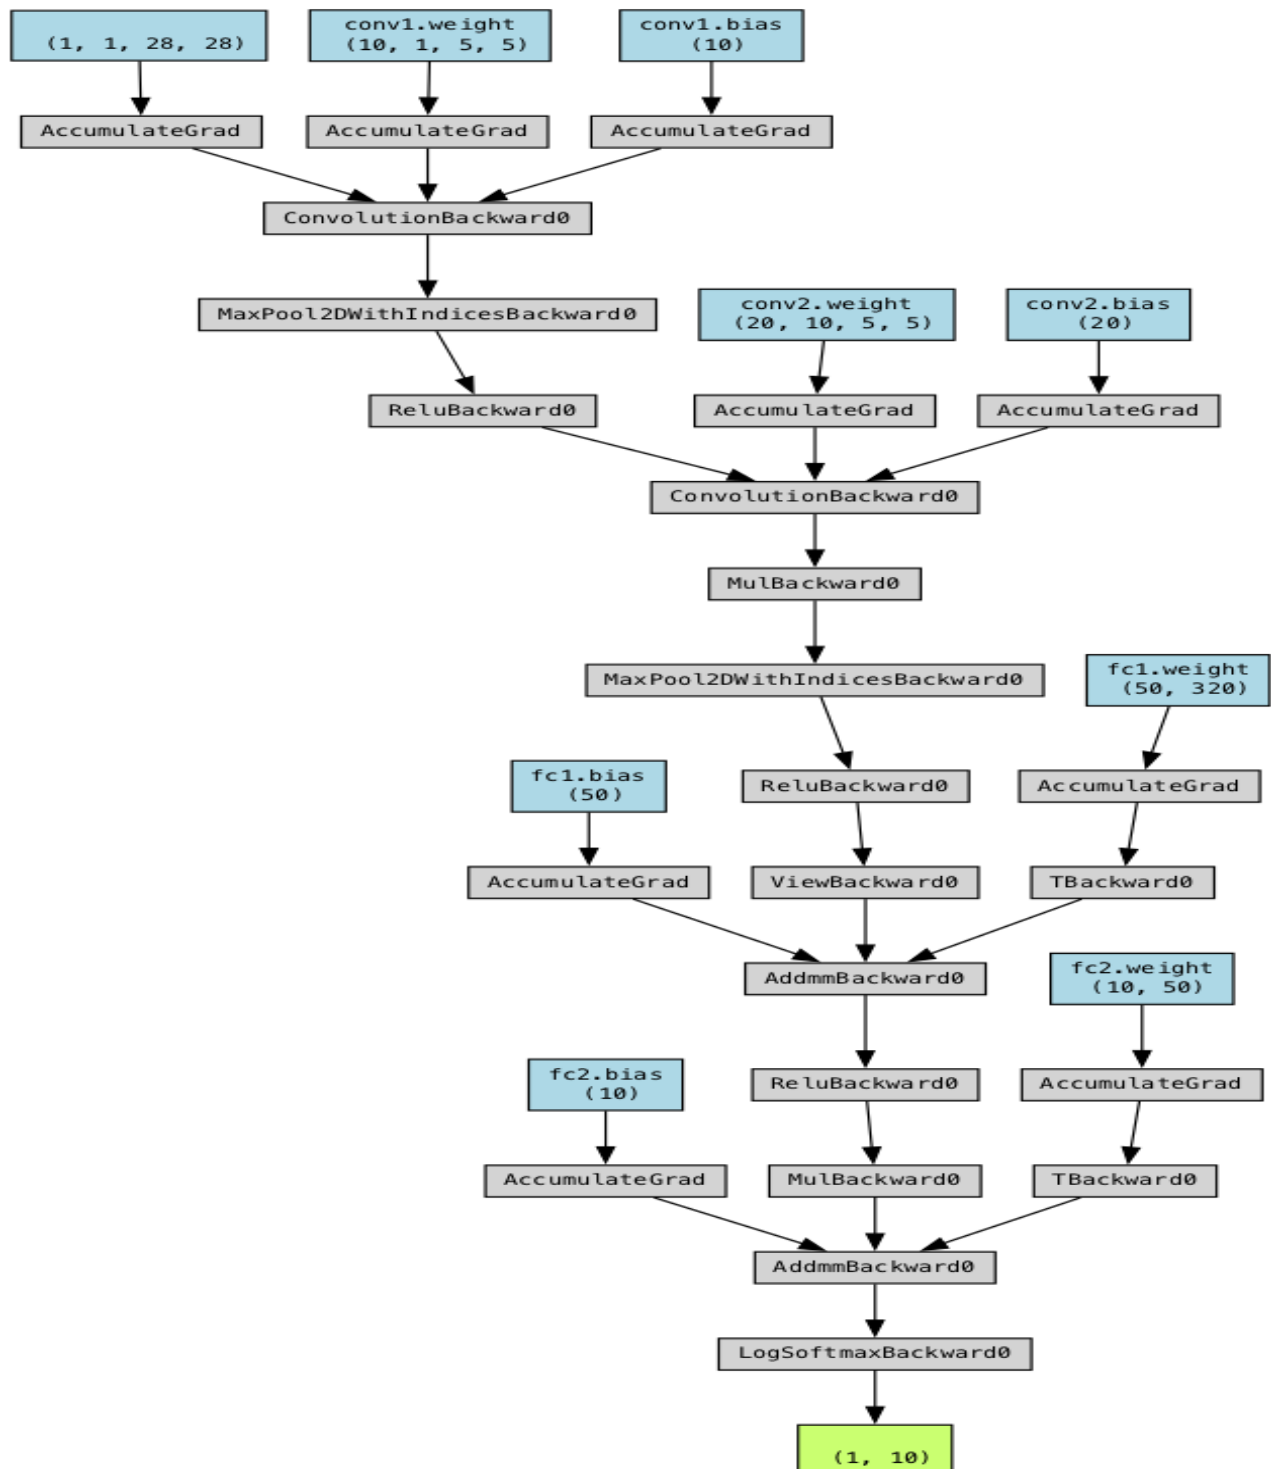 (1, 1, 28, 28)
conv1.weight
(10, 1, 5, 5)
conv1.bias
(10)
AccumulateGrad
AccumulateGrad
AccumulateGrad
ConvolutionBackward0
MaxPool2DWithIndicesBackward0
conv2.weight
(20, 10, 5, 5)
conv2.bias
(20)
ReluBackward0
AccumulateGrad
AccumulateGrad
ConvolutionBackward0
MulBackward0
MaxPool2DWithIndicesBackward0
fc1.weight
(50, 320)
fc1.bias
(50)
ReluBackward0
AccumulateGrad
AccumulateGrad
ViewBackward0
TBackward0
AddmmBackward0
fc2.weight
(10, 50)
fc2.bias
(10)
ReluBackward0
AccumulateGrad
AccumulateGrad
MulBackward0
TBackward0
AddmmBackward0
LogSoftmaxBackward0
(1, 10)